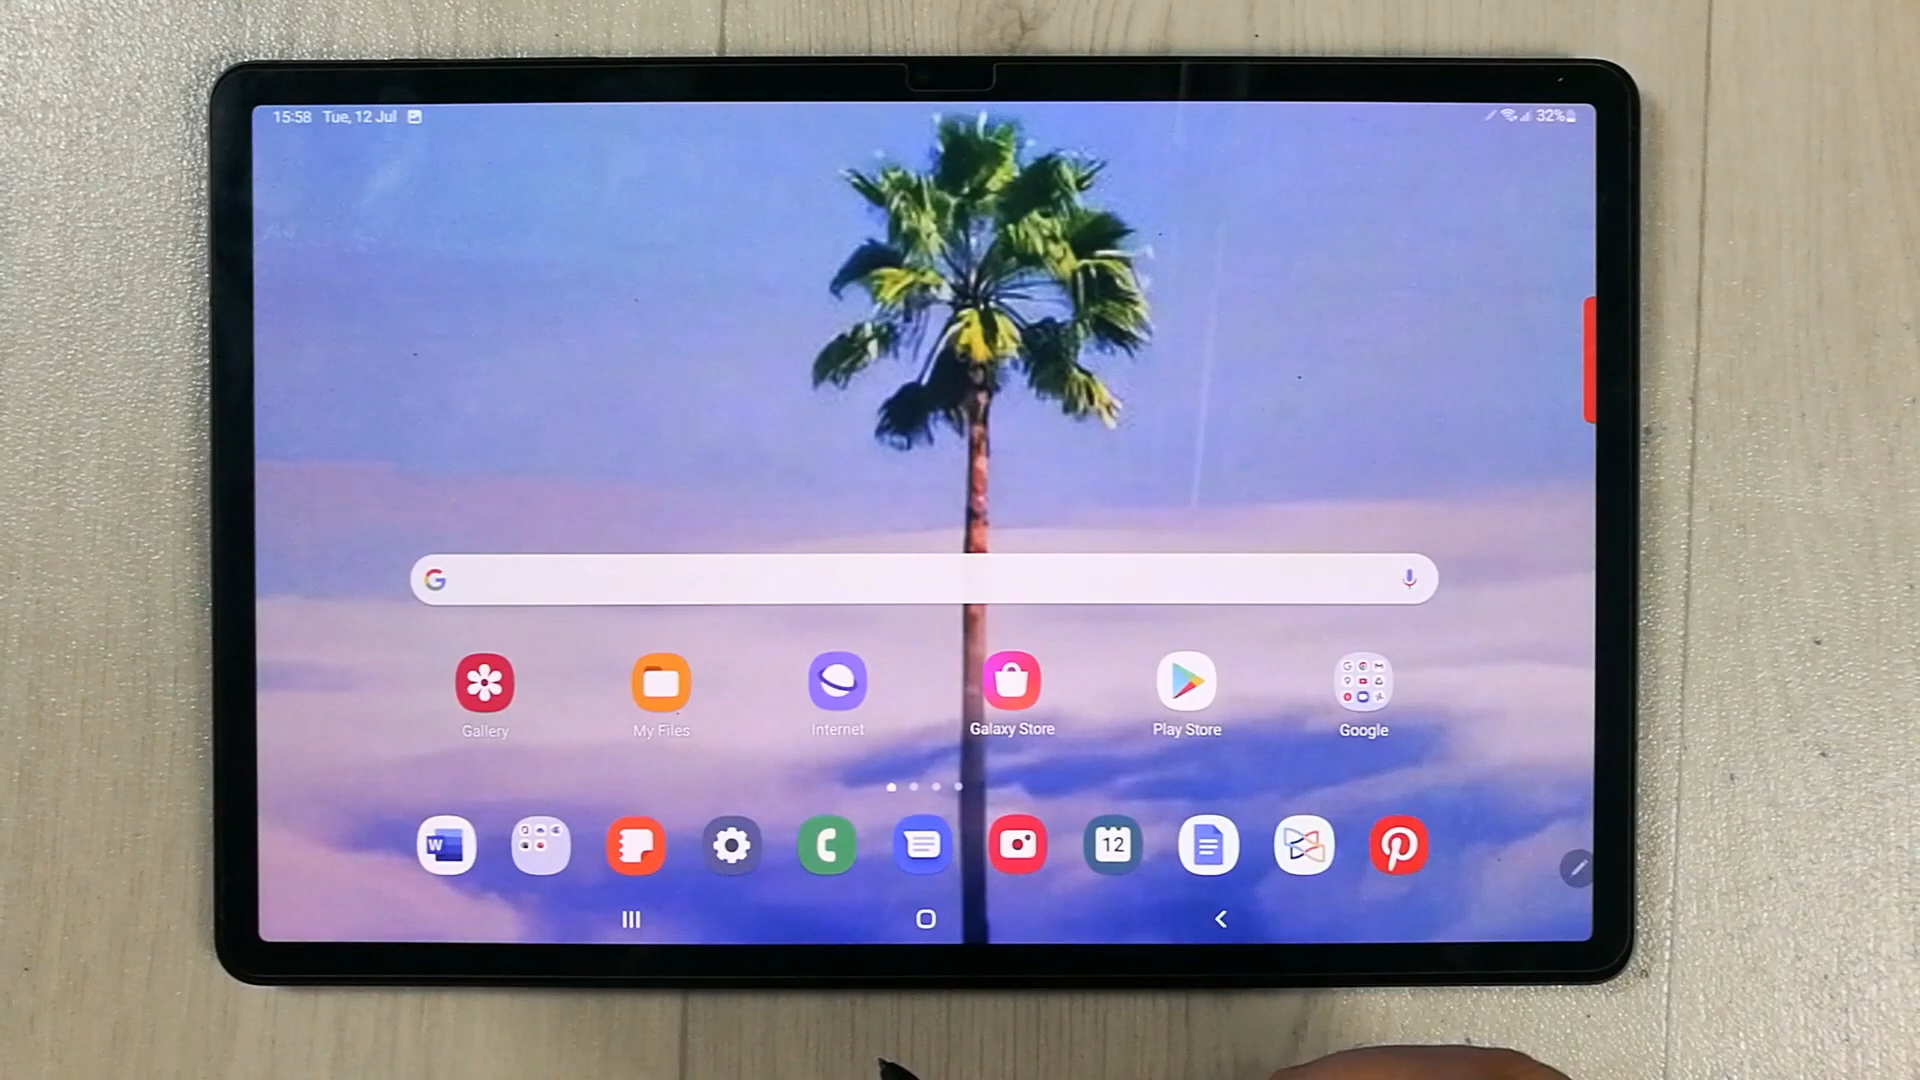 15:58 Tue, 12 Jul
32%
G
Gallery
My Files
Internet
Galaxy Store
Play Store
Google
W
12